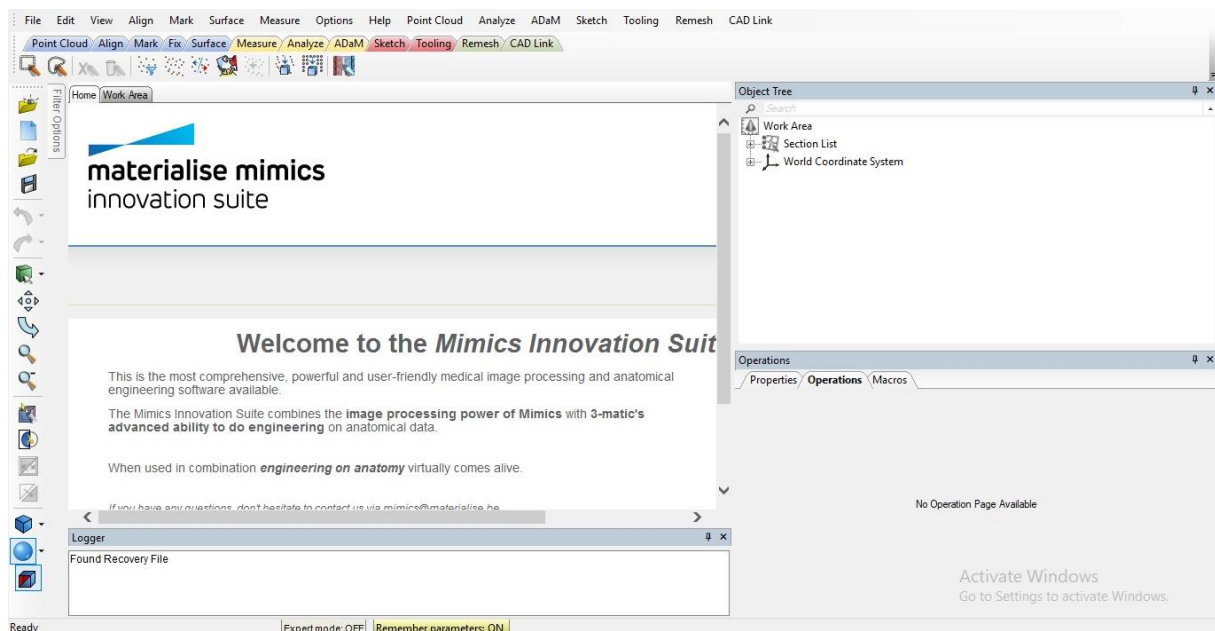 File Edit View Align Mark Surface Measure Options Help Point Cloud Analyze ADaM Sketch Tooling Remesh CAD Link
Point Cloud Align Mark Fix Surface Measure Analyze ADaM Sketch Tooling Remesh CAD Link
Filter Options
Home Work Area
materialise mimics
innovation suite
Welcome to the Mimics Innovation Suit
This is the most comprehensive, powerful and user-friendly medical image processing and anatomical
engineering software available.
The Mimics Innovation Suite combines the image processing power of Mimics with 3-matic's
advanced ability to do engineering on anatomical data.
When used in combination engineering on anatomy virtually comes alive.
If you have any questions, don't hesitate to contact us via mimics@materialise.be
Logger
Found Recovery File
Object Tree
Search
Work Area
Section List
World Coordinate System
Operations
Properties Operations Macros
No Operation Page Available
Activate Windows
Go to Settings to activate Windows.
Ready
Expert mode: OFF Remember parameters: ON